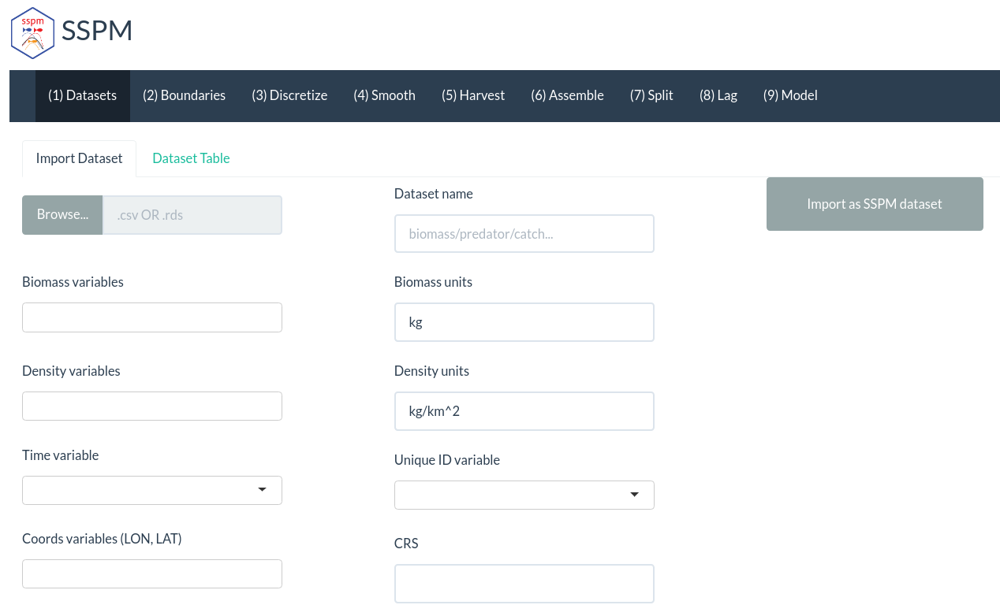 sspm
SSPM
(1) Datasets
(2) Boundaries
(3) Discretize
(4) Smooth
(5) Harvest
(6) Assemble
(7) Split
(8) Lag
(9) Model
Import Dataset
Dataset Table
Browse...
.csv OR .rds
Dataset name
biomass/predator/catch...
Import as SSPM dataset
Biomass variables
Biomass units
kg
Density variables
Density units
kg/km^2
Time variable
Unique ID variable
Coords variables (LON, LAT)
CRS